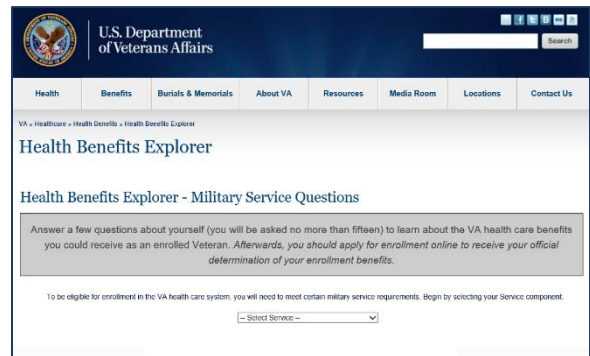 U.S. Department
of Veterans Affairs
Search
Health Benefits Burials & Memorials About VA Resources Media Room Locations Contact Us
VA » Healthcare » Health Benefits » Health Benefits Explorer
Health Benefits Explorer
Health Benefits Explorer - Military Service Questions
Answer a few questions about yourself (you will be asked no more than fifteen) to learn about the VA health care benefits
you could receive as an enrolled Veteran. Afterwards, you should apply for enrollment online to receive your official
determination of your enrollment benefits.
To be eligible for enrollment in the VA health care system, you will need to meet certain military service requirements. Begin by selecting your Service component:
-- Select Service --